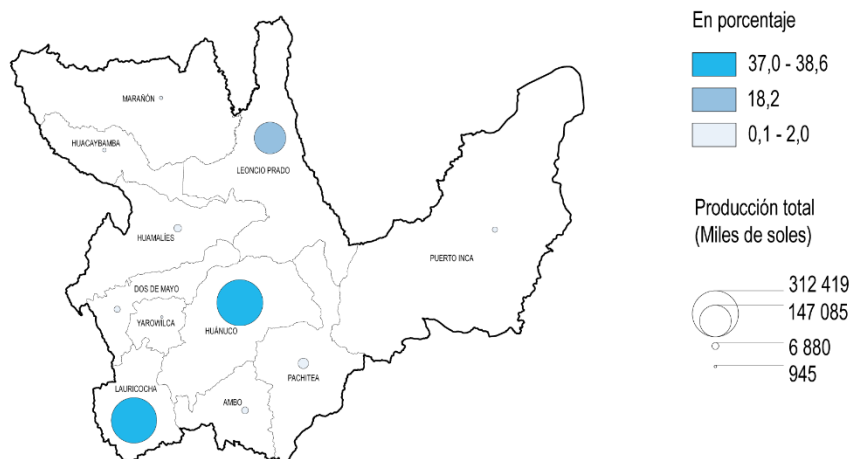 En porcentaje
37,0 - 38,6
18,2
0,1 - 2,0
MARAÑÓN
HUACAYBAMBA
LEONCIO PRADO
HUAMALÍES
PUERTO INCA
DOS DE MAYO
YAROWILCA
HUÁNUCO
LAURICOCHA
PACHITEA
AMBO
Producción total
(Miles de soles)
312 419
147 085
6 880
945